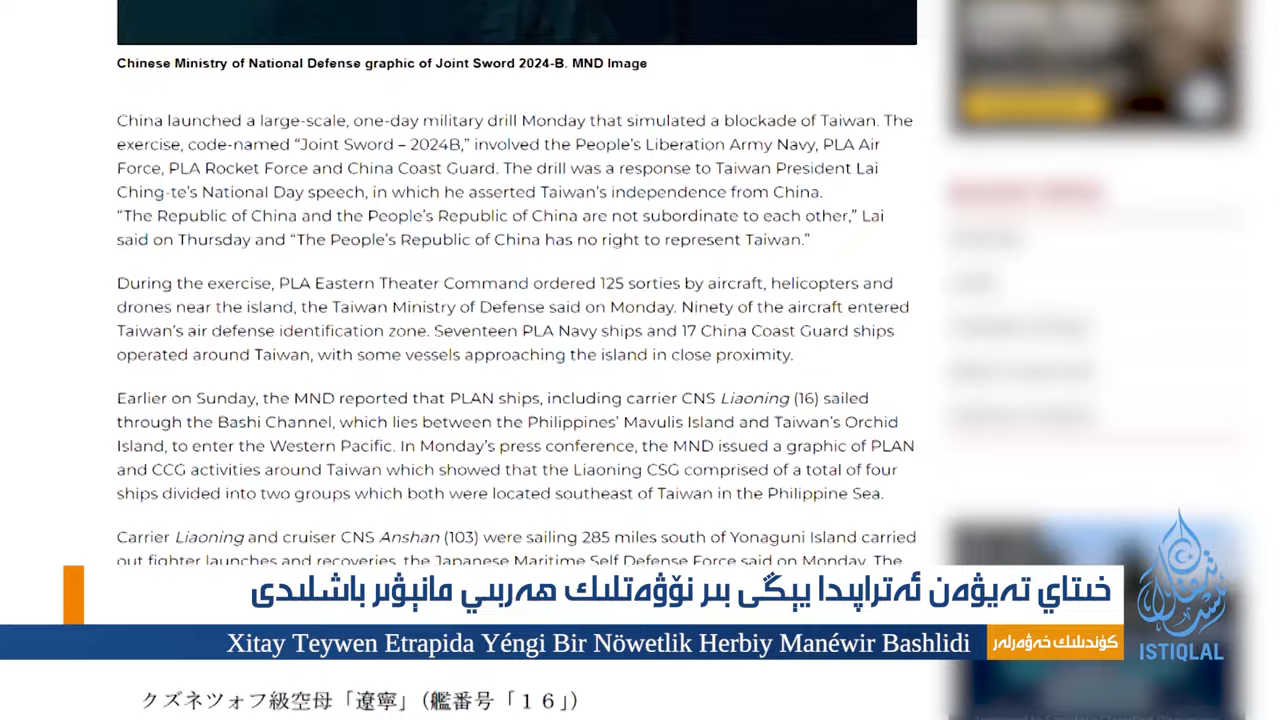 Chinese Ministry of National Defense graphic of Joint Sword 2024-B. MND Image
China launched a large-scale, one-day military drill Monday that simulated a blockade of Taiwan. The
exercise, code-named “Joint Sword – 2024B,” involved the People’s Liberation Army Navy, PLA Air
Force, PLA Rocket Force and China Coast Guard. The drill was a response to Taiwan President Lai
Ching-te’s National Day speech, in which he asserted Taiwan’s independence from China.
“The Republic of China and the People’s Republic of China are not subordinate to each other,” Lai
said on Thursday and “The People’s Republic of China has no right to represent Taiwan.”
During the exercise, PLA Eastern Theater Command ordered 125 sorties by aircraft, helicopters and
drones near the island, the Taiwan Ministry of Defense said on Monday. Ninety of the aircraft entered
Taiwan’s air defense identification zone. Seventeen PLA Navy ships and 17 China Coast Guard ships
operated around Taiwan, with some vessels approaching the island in close proximity.
Earlier on Sunday, the MND reported that PLAN ships, including carrier CNS Liaoning (16) sailed
through the Bashi Channel, which lies between the Philippines’ Mavulis Island and Taiwan’s Orchid
Island, to enter the Western Pacific. In Monday’s press conference, the MND issued a graphic of PLAN
and CCG activities around Taiwan which showed that the Liaoning CSG comprised of a total of four
ships divided into two groups which both were located southeast of Taiwan in the Philippine Sea.
Carrier Liaoning and cruiser CNS Anshan (103) were sailing 285 miles south of Yonaguni Island carried
out fighter launches and recoveries, the Japanese Maritime Self Defense Force said on Monday. The
خىتاي تەيۋەن ئەتراپىدا يېڭى بىر نۆۋەتلىك ھەربىي مانېۋىر باشلىدى
Xitay Teywen Etrapida Yéngi Bir Nöwetlik Herbiy Manéwir Bashlidi
كۈندىلىك خەۋەرلەر
ISTIQLAL
クズネツォフ級空母「遼寧」（艦番号「１６」）